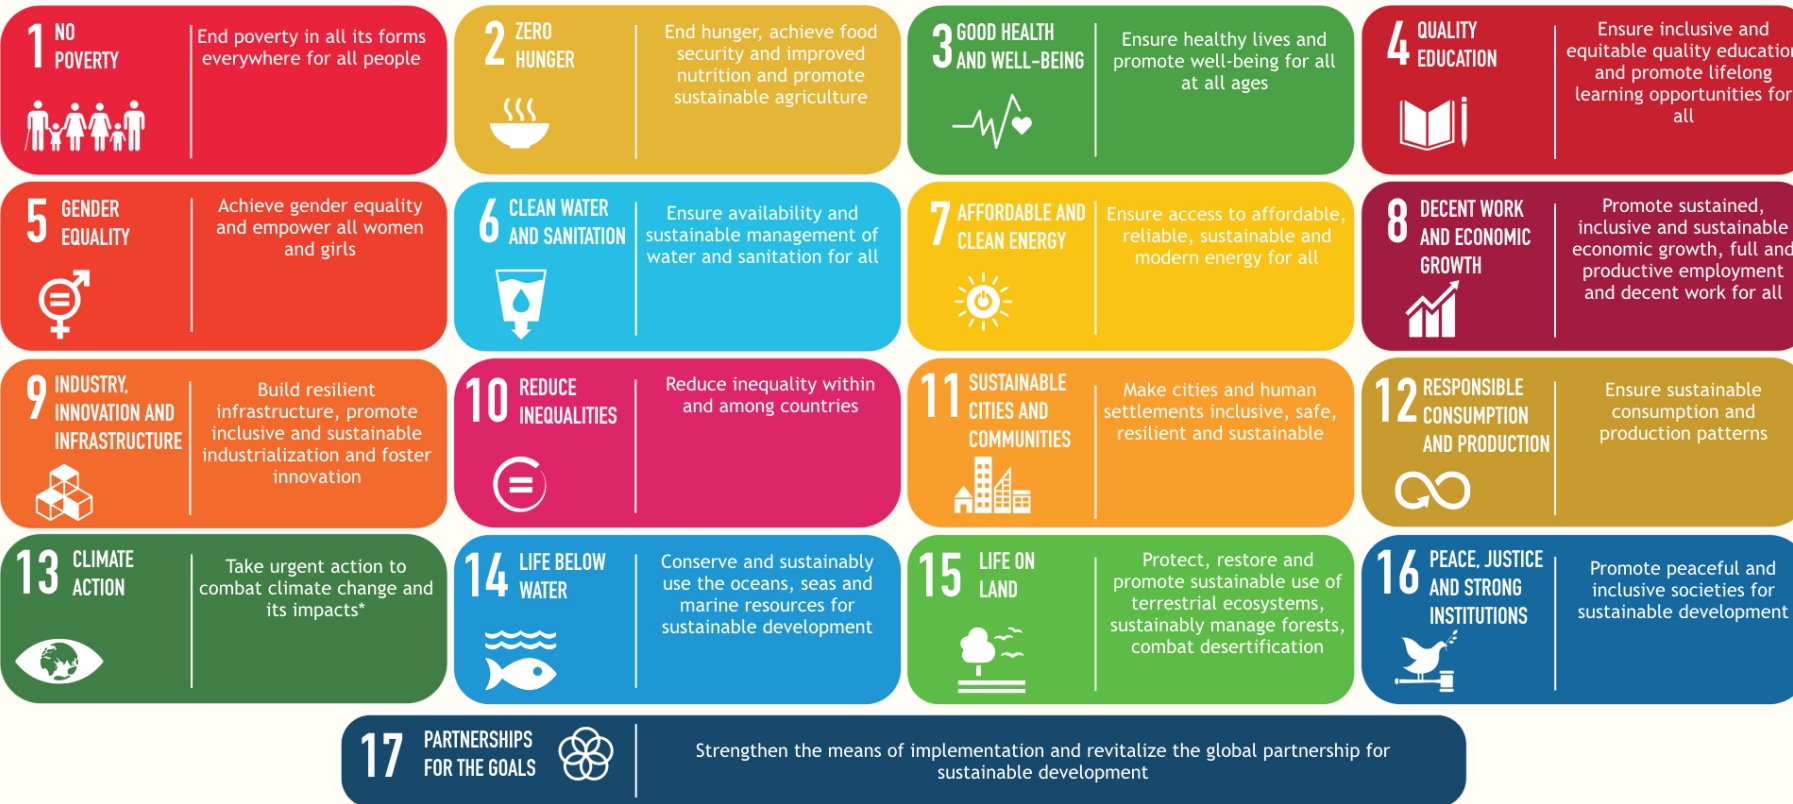 1 NO
POVERTY
End poverty in all its forms
everywhere for all people
2 ZERO
HUNGER
End hunger, achieve food
security and improved
nutrition and promote
sustainable agriculture
3 GOOD HEALTH
AND WELL-BEING
Ensure healthy lives and
promote well-being for all
at all ages
4 QUALITY
EDUCATION
Ensure inclusive and
equitable quality education
and promote lifelong
learning opportunities for
all
5 GENDER
EQUALITY
Achieve gender equality
and empower all women
and girls
6 CLEAN WATER
AND SANITATION
Ensure availability and
sustainable management of
water and sanitation for all
7 AFFORDABLE AND
CLEAN ENERGY
Ensure access to affordable,
reliable, sustainable and
modern energy for all
8 DECENT WORK
AND ECONOMIC
GROWTH
Promote sustained,
inclusive and sustainable
economic growth, full and
productive employment
and decent work for all
9 INDUSTRY,
INNOVATION AND
INFRASTRUCTURE
Build resilient
infrastructure, promote
inclusive and sustainable
industrialization and foster
innovation
10 REDUCE
INEQUALITIES
Reduce inequality within
and among countries
11 SUSTAINABLE
CITIES AND
COMMUNITIES
Make cities and human
settlements inclusive, safe,
resilient and sustainable
12 RESPONSIBLE
CONSUMPTION
AND PRODUCTION
Ensure sustainable
consumption and
production patterns
13 CLIMATE
ACTION
Take urgent action to
combat climate change and
its impacts*
14 LIFE BELOW
WATER
Conserve and sustainably
use the oceans, seas and
marine resources for
sustainable development
15 LIFE ON
LAND
Protect, restore and
promote sustainable use of
terrestrial ecosystems,
sustainably manage forests,
combat desertification
16 PEACE, JUSTICE
AND STRONG
INSTITUTIONS
Promote peaceful and
inclusive societies for
sustainable development
17 PARTNERSHIPS
FOR THE GOALS
Strengthen the means of implementation and revitalize the global partnership for
sustainable development